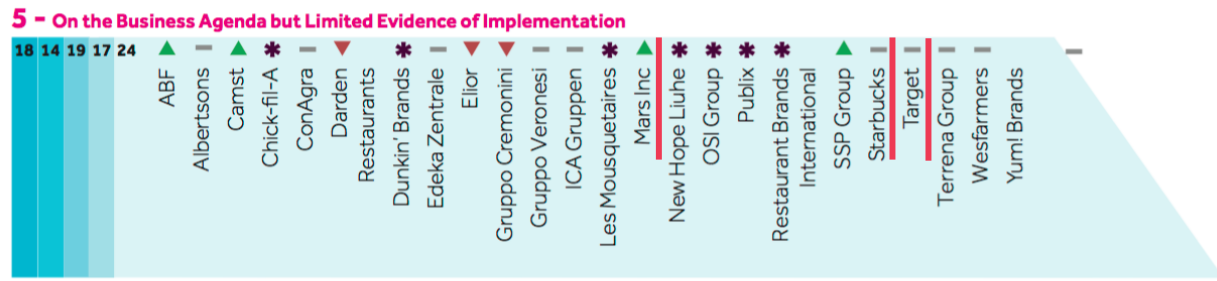 5 - On the Business Agenda but Limited Evidence of Implementation
18 14 19 17 24
ABF
Albertsons
Camst
Chick-fil-A
ConAgra
Darden
Restaurants
Dunkin' Brands
Edeka Zentrale
Elior
Gruppo Cremonini
Gruppo Veronesi
ICA Gruppen
Les Mousquetaires
Mars Inc
New Hope Liuhe
OSI Group
Publix
Restaurant Brands
International
SSP Group
Starbucks
Target
Terrena Group
Wesfarmers
Yum! Brands